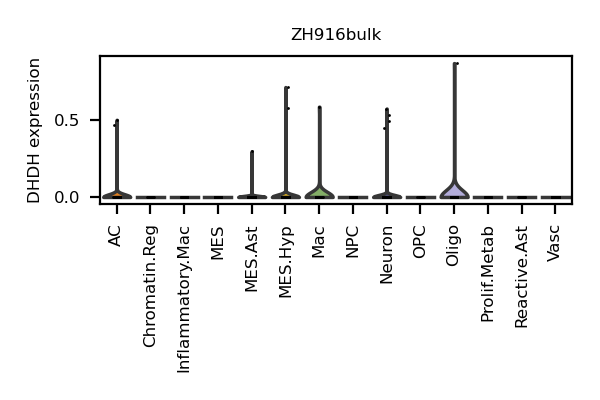 ZH916bulk
DHDH expression
0.5
0.0
AC
Chromatin.Reg
Inflammatory.Mac
MES
MES.Ast
MES.Hyp
Mac
NPC
Neuron
OPC
Oligo
Prolif.Metab
Reactive.Ast
Vasc